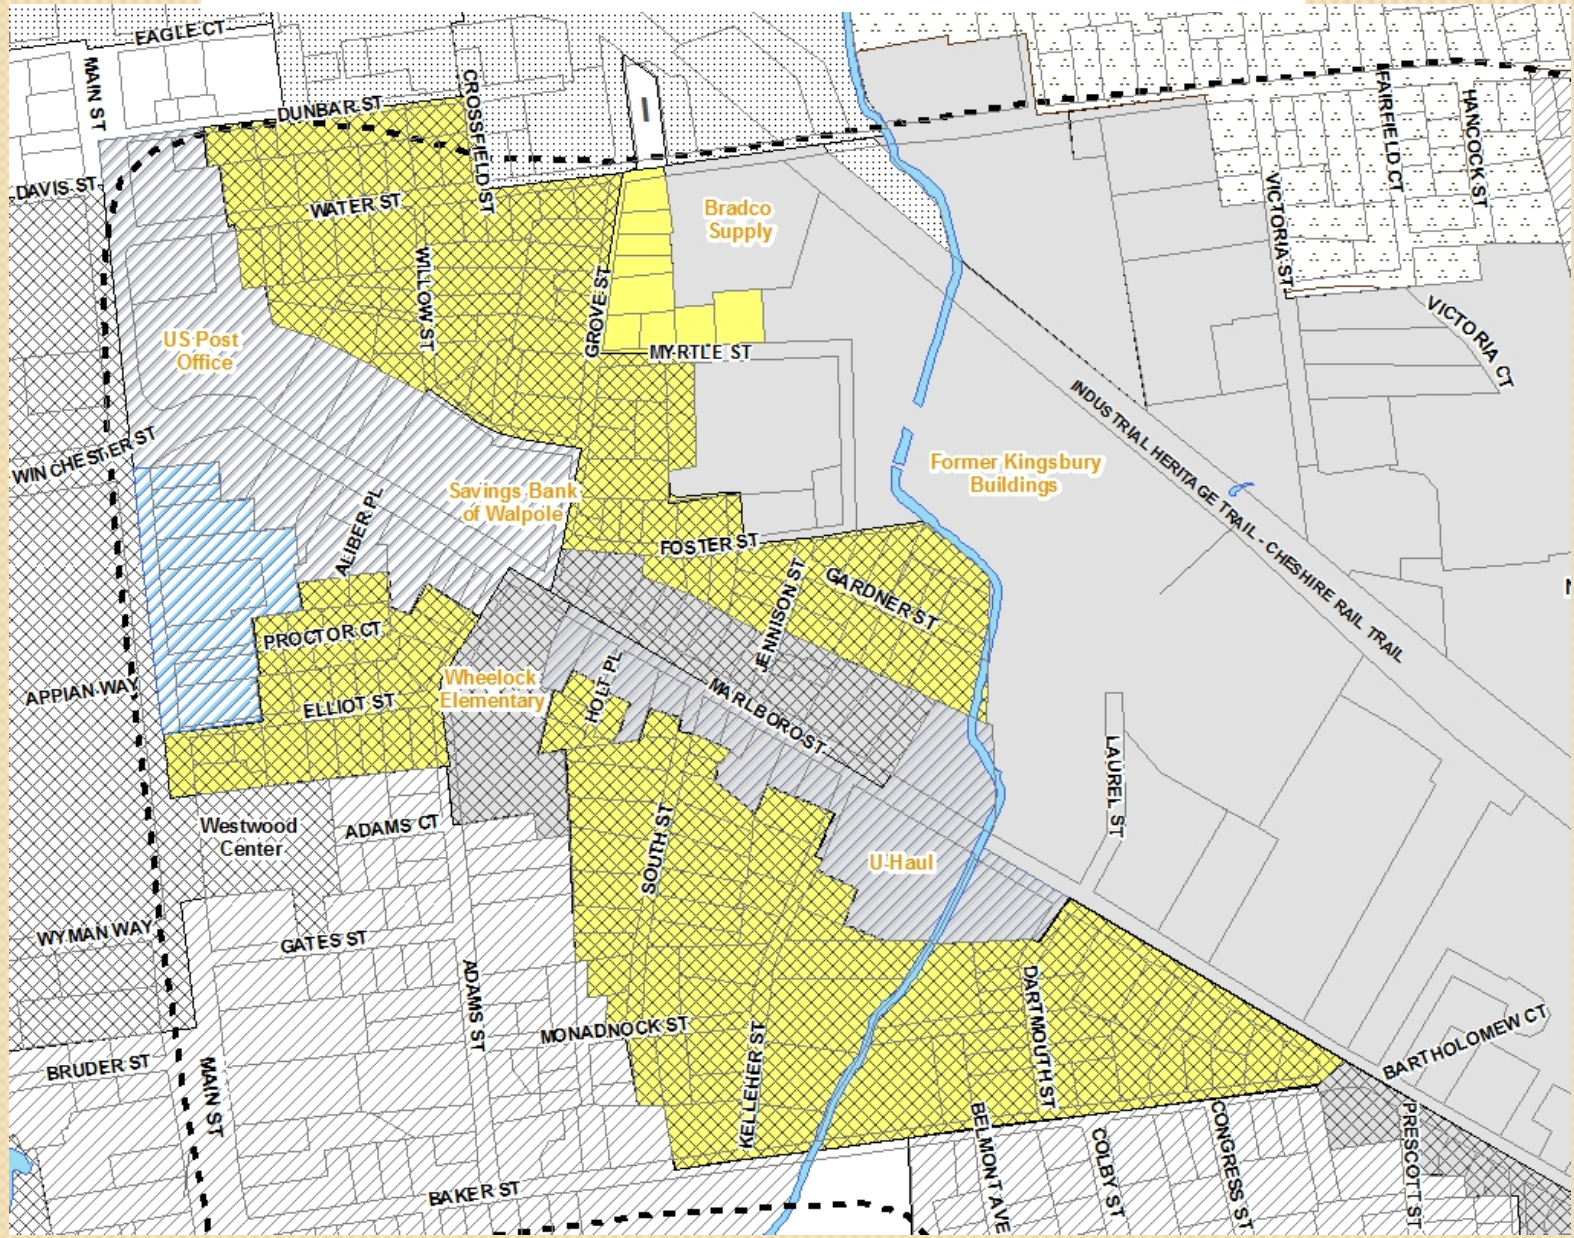 EAGLE CT
MAIN ST
DUNBAR ST
CROSSFIELD ST
FAIRFIELD CT
HANCOCK ST
DAVIS ST
WATER ST
Bradco
Supply
VICTORIA ST
WILLOW ST
GROVE ST
US Post
Office
MYRTLE ST
VICTORIA CT
INDUSTRIAL HERITAGE TRAIL - CHESHIRE RAIL TRAIL
WINCHESTER ST
Former Kingsbury
Buildings
Savings Bank
of Walpole
ALIBER PL
FOSTER ST
JENNISON ST
GARDNER ST
PROCTOR CT
Wheelock
Elementary
HOLT PL
APPIAN WAY
ELLIOT ST
MARLBORO ST
LAUREL ST
Westwood
Center
ADAMS CT
SOUTH ST
U-Haul
WYMAN WAY
GATES ST
ADAMS ST
DARTMOUTH ST
MONADNOCK ST
KELLEHER ST
BARTHOLOMEW CT
BRUDER ST
MAIN ST
BELMONT AVE
COLBY ST
CONGRESS ST
PRESCOTT ST
BAKER ST